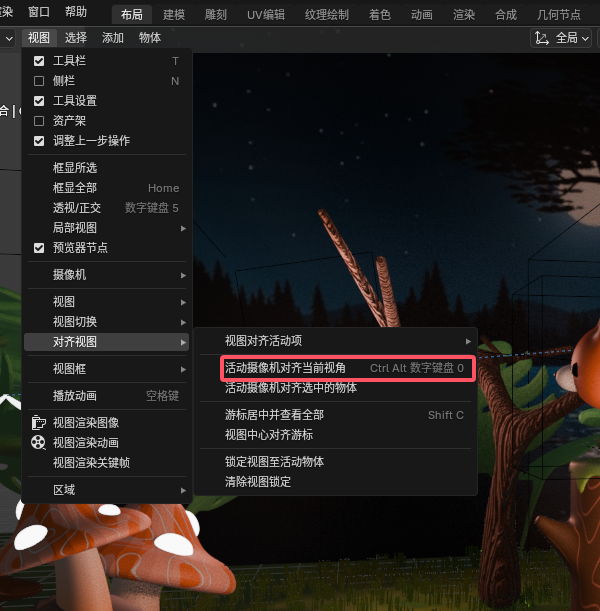 渲染 窗口 帮助 布局 建模 雕刻 UV编辑 纹理绘制 着色 动画 渲染 合成 几何节点
视图 选择 添加 物体 全局
工具栏 T
侧栏 N
工具设置
资产架
调整上一步操作
框显所选
框显全部 Home
透视/正交 数字键盘 5
局部视图
预览器节点
摄像机
视图
视图切换
对齐视图
视图框
播放动画 空格键
视图渲染图像
视图渲染动画
视图渲染关键帧
区域
视图对齐活动项
活动摄像机对齐当前视角 Ctrl Alt 数字键盘 0
活动摄像机对齐选中的物体
游标居中并查看全部 Shift C
视图中心对齐游标
锁定视图至活动物体
清除视图锁定